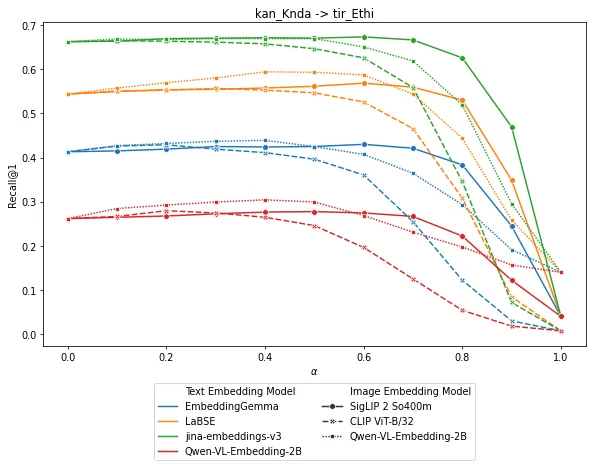 kan_Knda -> tir_Ethi
Recall@1
0.7
0.6
0.5
0.4
0.3
0.2
0.1
0.0
0.0 0.2 0.4 0.6 0.8 1.0
α
Text Embedding Model Image Embedding Model
EmbeddingGemma SigLIP 2 So400m
LaBSE CLIP ViT-B/32
jina-embeddings-v3 Qwen-VL-Embedding-2B
Qwen-VL-Embedding-2B